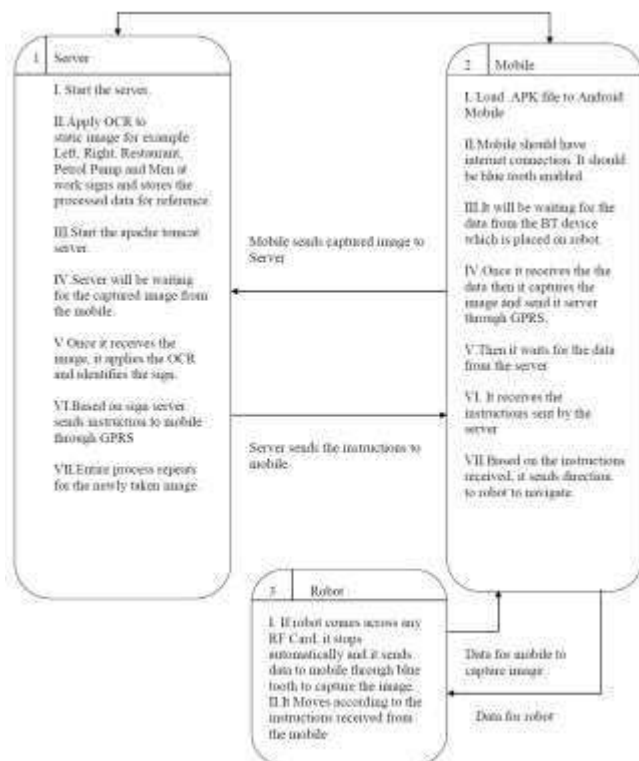 1 Server
I. Start the server.
II.Apply OCR to
static image for example
Left, Right, Restaurant,
Petrol Pump and Men at
work signs and stores the
processed data for reference
III.Start the apache tomcat
server.
IV.Server will be waiting
for the captured image from
the mobile.
V Once it receives the
image, it applies the OCR
and identifies the sign.
VI.Based on sign server
sends instruction to mobile
through GPRS
VII.Entire process repeats
for the newly taken image
Mobile sends captured image to
Server
Server sends the instructions to
mobile
2 Mobile
I. Load .APK file to Android
Mobile
II.Mobile should have
internet connection. It should
be blue tooth enabled
III.It will be waiting for the
data from the BT device
which is placed on robot.
IV.Once it receives the the
data then it captures the
image and send it server
through GPRS.
V.Then it waits for the data
from the server
VI. It receives the
instructions sent by the
server
VII.Based on the instructions
received, it sends direction
to robot to navigate.
3 Robot
I. If robot comes across any
RF Card, it stops
automatically and it sends
data to mobile through blue
tooth to capture the image.
II.It Moves according to the
instructions received from
the mobile
Data for mobile to
capture image
Data for robot